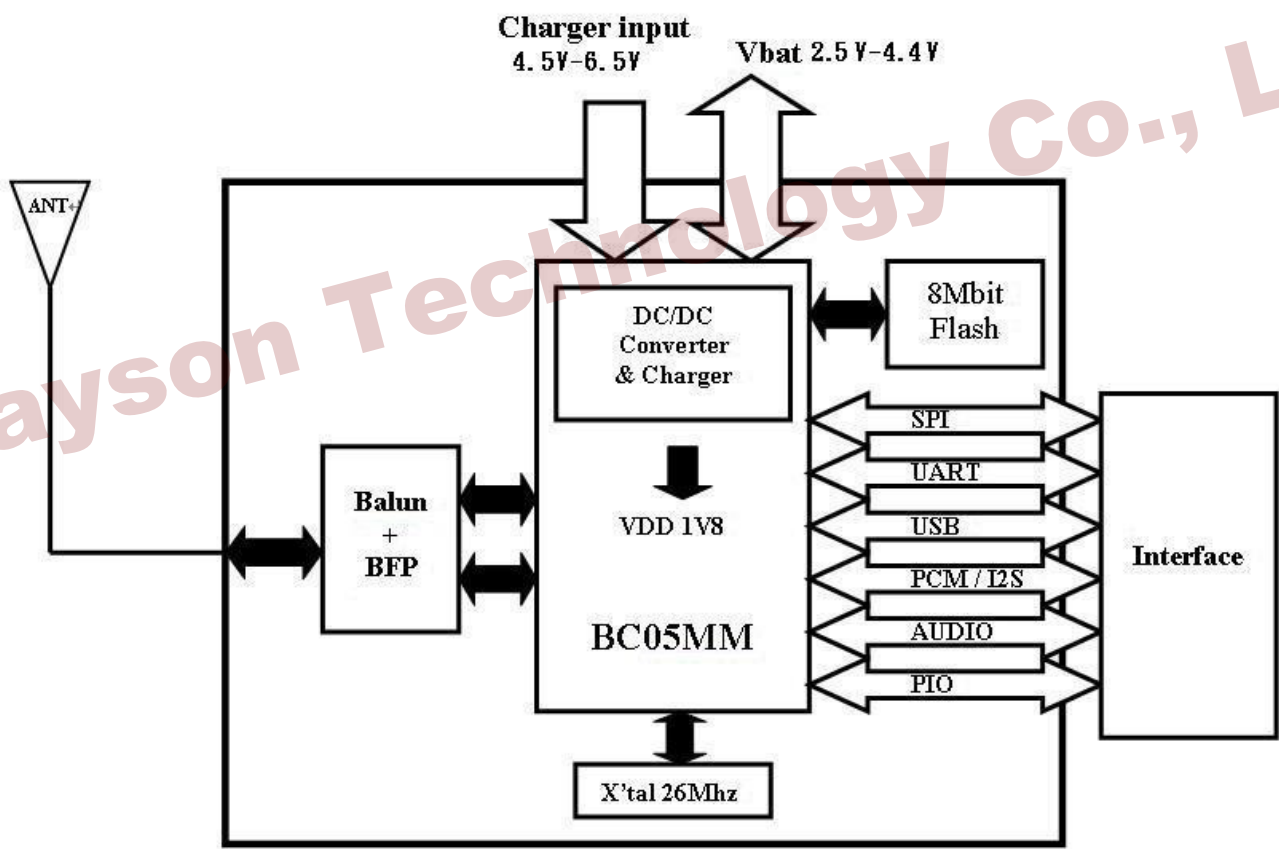 Charger input
4.5V-6.5V
Vbat 2.5V-4.4V
ayson Technology Co., L
ANT
DC/DC
Converter
& Charger
8Mbit
Flash
SPI
UART
USB
PCM / I2S
AUDIO
PIO
Interface
Balun
+
BFP
VDD 1V8
BC05MM
X'tal 26Mhz